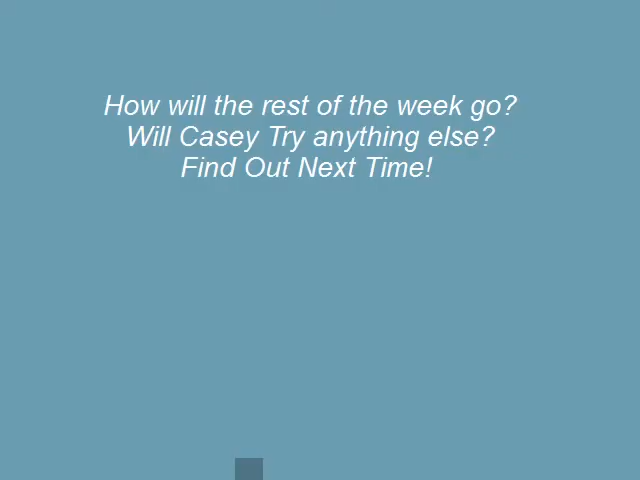 How will the rest of the week go?
Will Casey Try anything else?
Find Out Next Time!